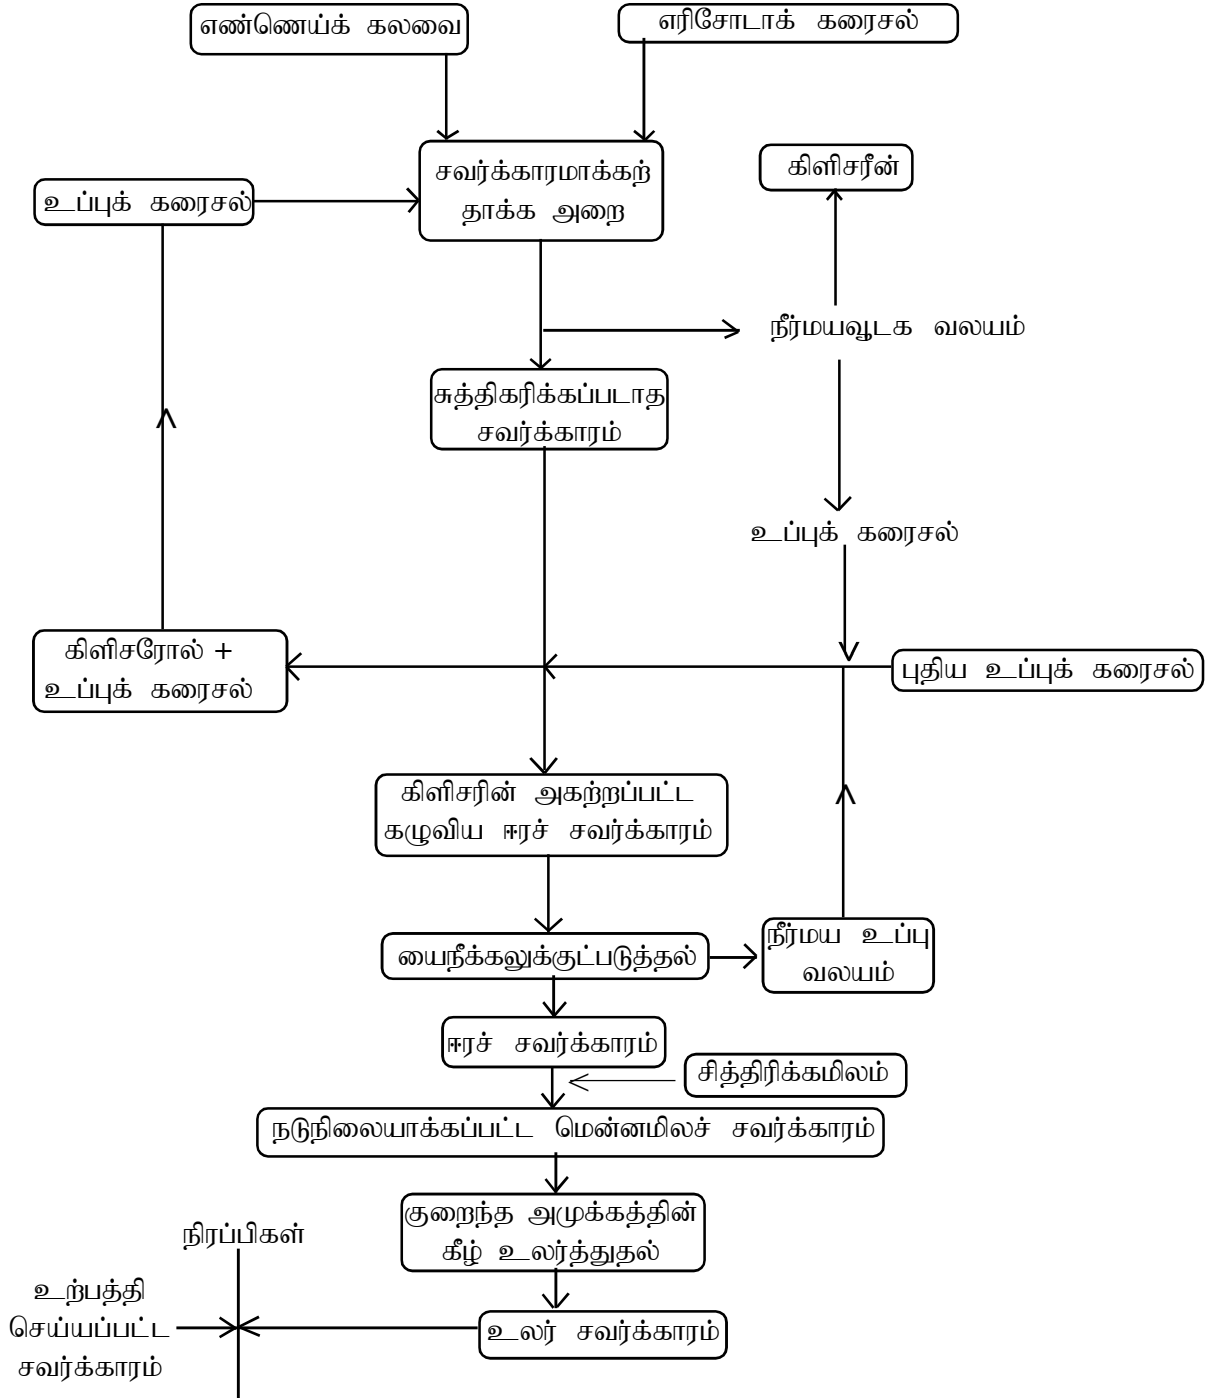 எண்ணெய்க் கலவை
எரிசோடாக் கரைசல்
சவர்க்காரமாக்கற்
தாக்க அறை
கிளிசரீன்
உப்புக் கரைசல்
நீர்மயவூடக வலயம்
சுத்திகரிக்கப்படாத
சவர்க்காரம்
உப்புக் கரைசல்
கிளிசரோல் +
உப்புக் கரைசல்
புதிய உப்புக் கரைசல்
கிளிசரின் அகற்றப்பட்ட
கழுவிய ஈரச் சவர்க்காரம்
யைநீக்கலுக்குட்படுத்தல்
நீர்மய உப்பு
வலயம்
ஈரச் சவர்க்காரம்
சித்திரிக்கமிலம்
நடுநிலையாக்கப்பட்ட மென்னமிலச் சவர்க்காரம்
குறைந்த அமுக்கத்தின்
கீழ் உலர்த்துதல்
நிரப்பிகள்
உற்பத்தி
செய்யப்பட்ட
சவர்க்காரம்
உலர் சவர்க்காரம்